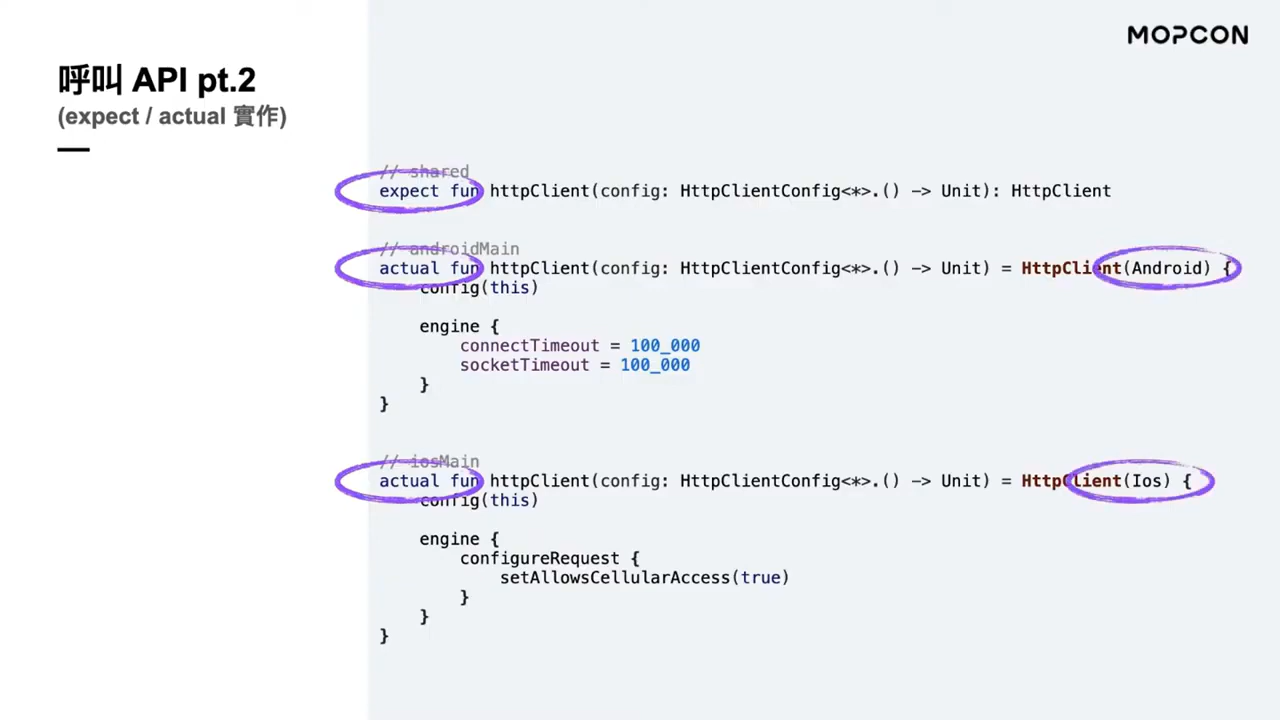 MOPCON
呼叫 API pt.2
(expect / actual 實作)
// shared
expect fun httpClient(config: HttpClientConfig<*>.() -> Unit): HttpClient
// androidMain
actual fun httpClient(config: HttpClientConfig<*>.() -> Unit) = HttpClient(Android) {
config(this)
engine {
connectTimeout = 100_000
socketTimeout = 100_000
}
}
// iosMain
actual fun httpClient(config: HttpClientConfig<*>.() -> Unit) = HttpClient(Ios) {
config(this)
engine {
configureRequest {
setAllowsCellularAccess(true)
}
}
}